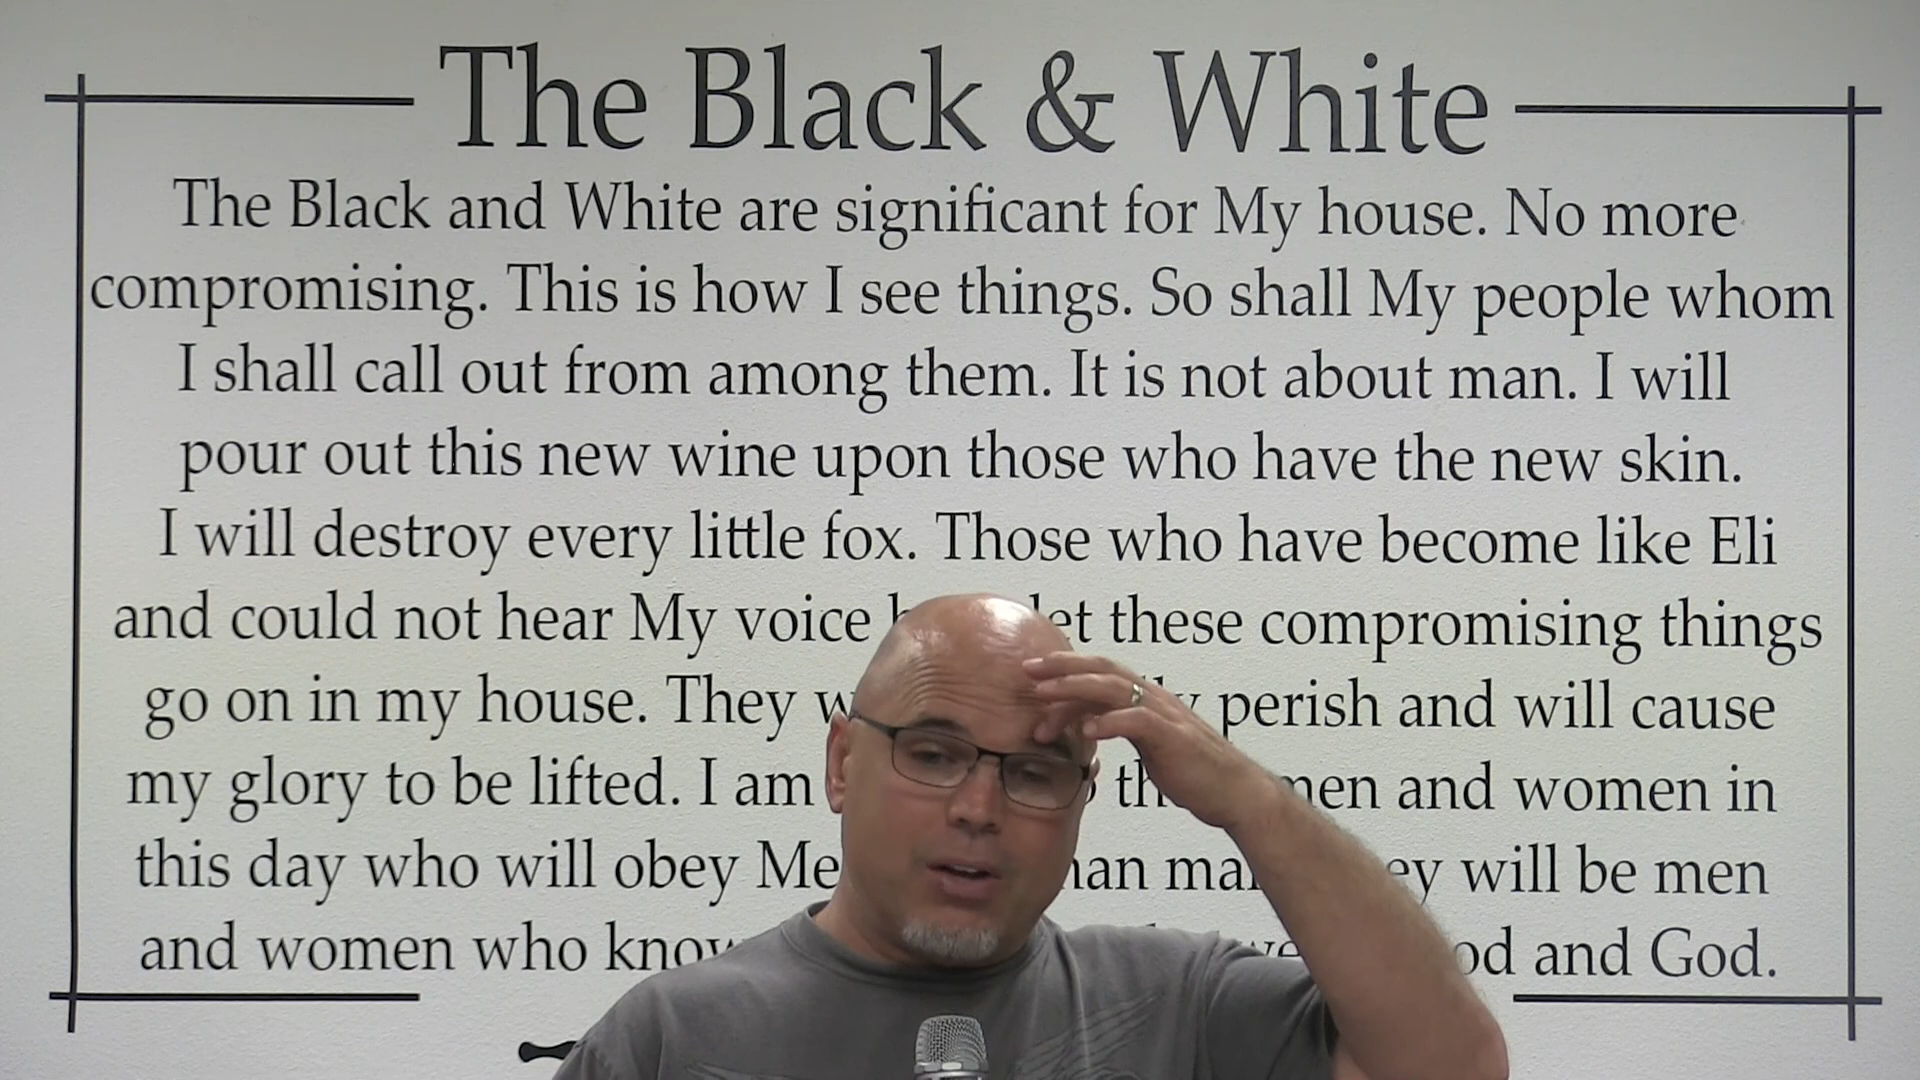 The Black & White
The Black and White are significant for My house. No more
compromising. This is how I see things. So shall My people whom
I shall call out from among them. It is not about man. I will
pour out this new wine upon those who have the new skin.
I will destroy every little fox. Those who have become like Eli
and could not hear My voice these compromising things
go on in my house. They perish and will cause
my glory to be lifted. I am and women in
this day who will obey Me will be men
and women who and God.